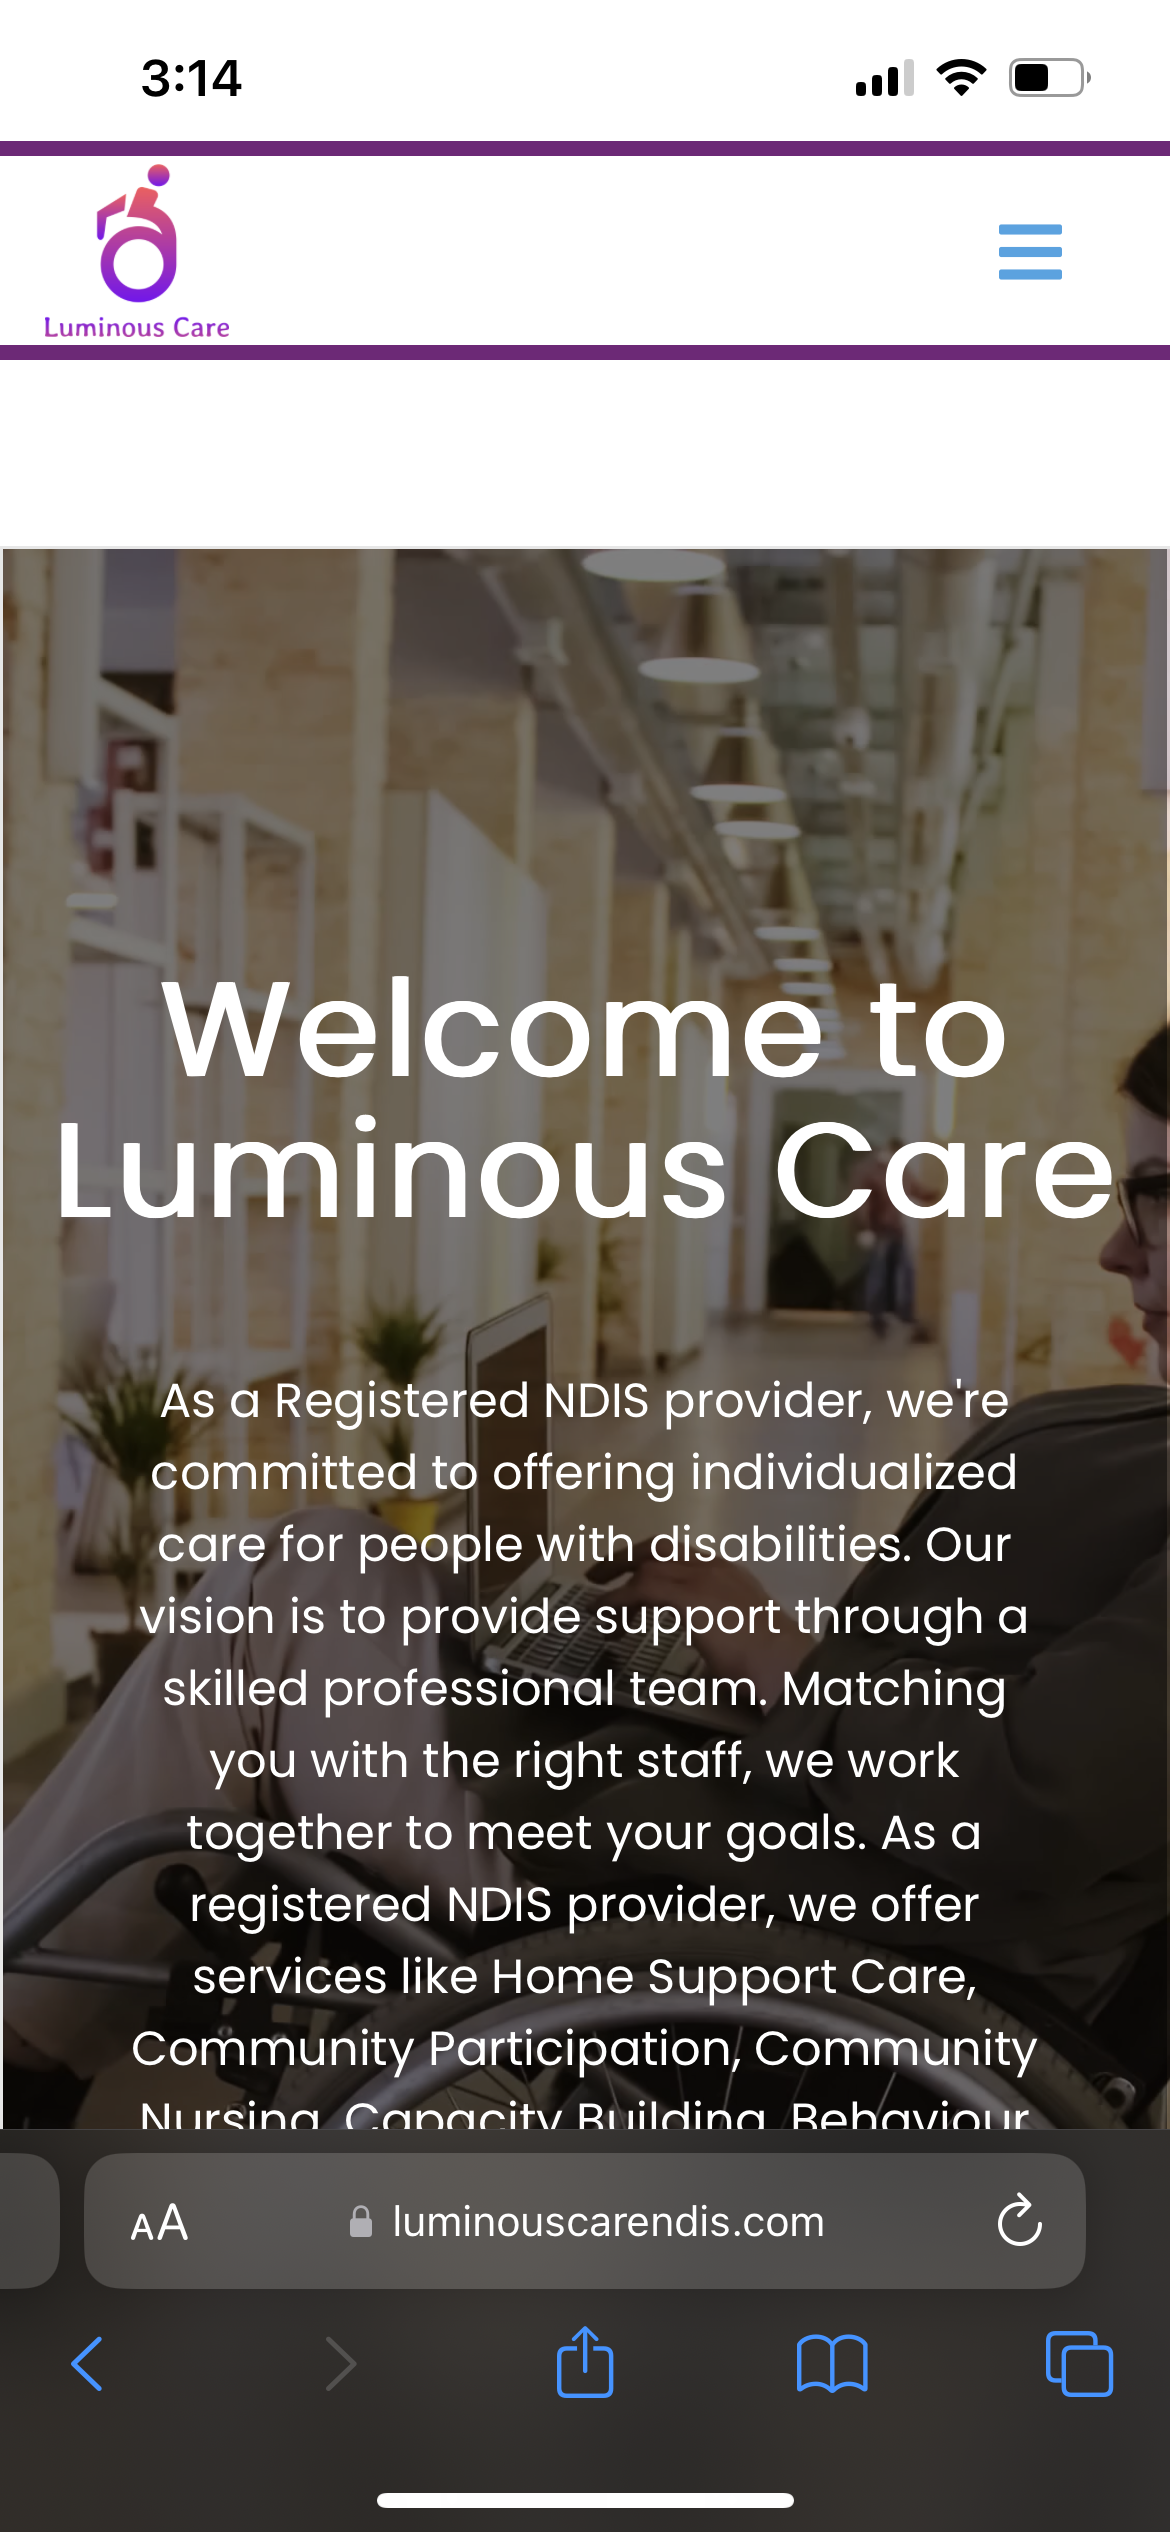 3:14
Luminous Care
Welcome to
Luminous Care
As a Registered NDIS provider, we're
committed to offering individualized
care for people with disabilities. Our
vision is to provide support through a
skilled professional team. Matching
you with the right staff, we work
together to meet your goals. As a
registered NDIS provider, we offer
services like Home Support Care,
Community Participation, Community
Nursing, Capacity Building, Behaviour
AA luminouscarendis.com